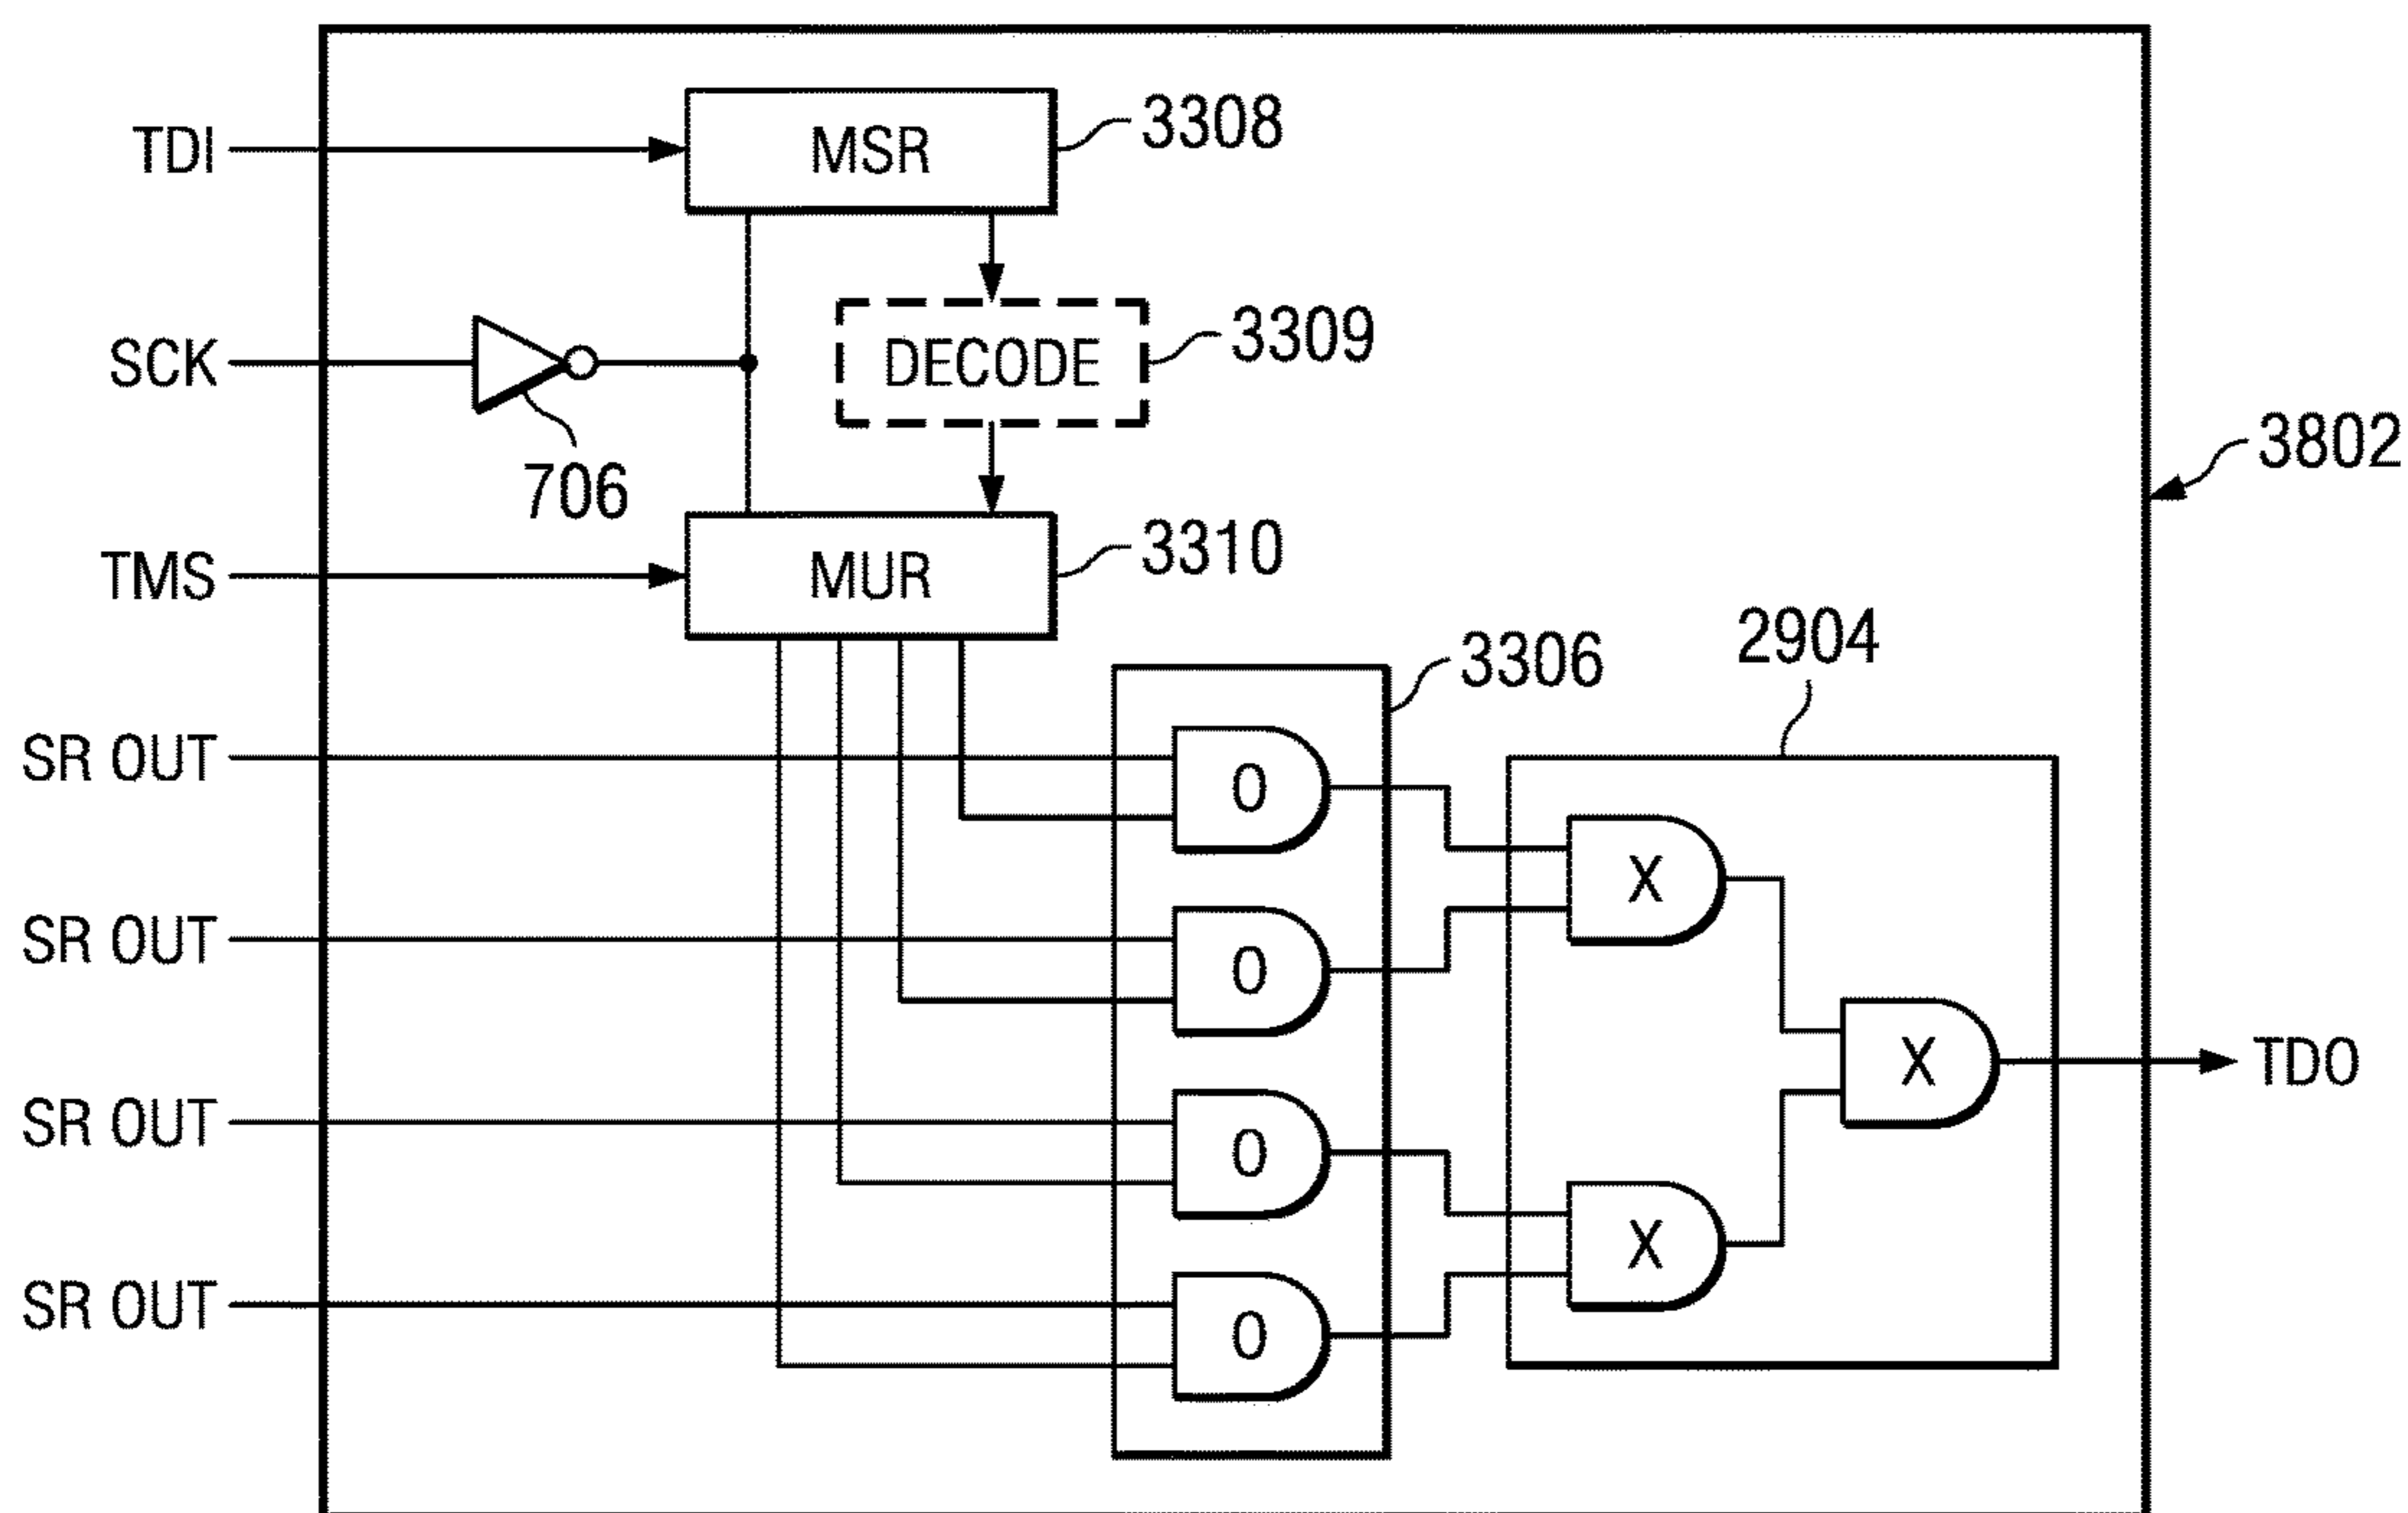 TDI
MSR
3308
SCK
706
DECODE
3309
3802
TMS
MUR
3310
3306
2904
SR OUT
O
X
SR OUT
O
X
TDO
SR OUT
O
X
SR OUT
O